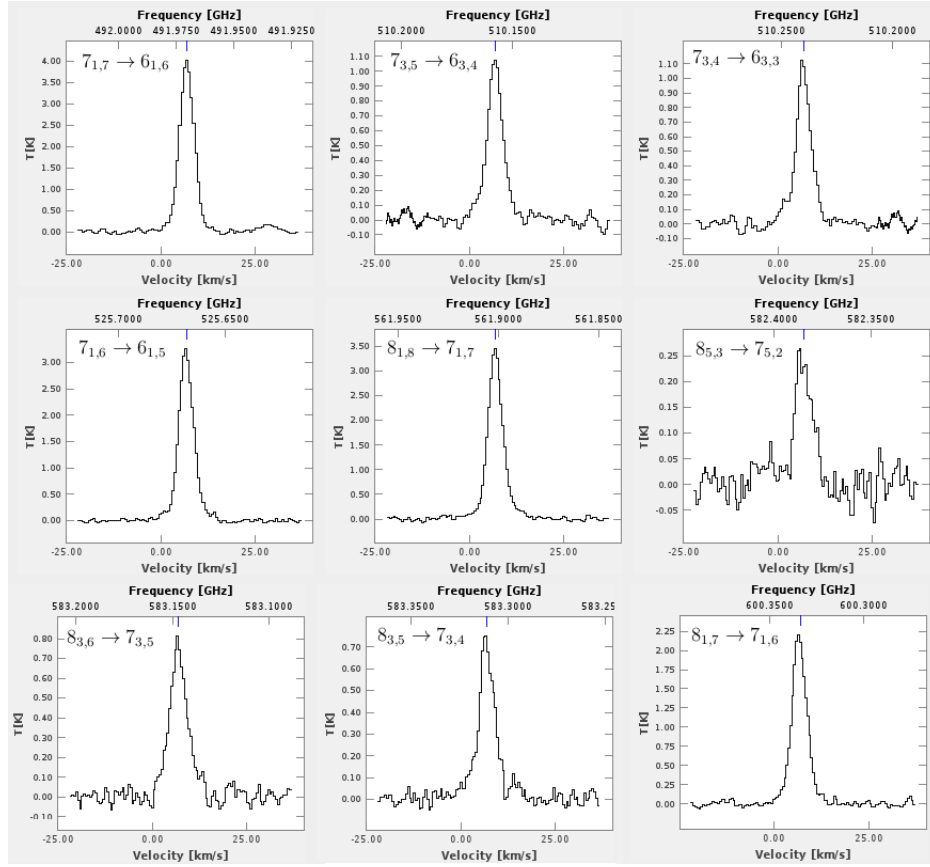 Frequency [GHz]
492.0000 491.9750 491.9500 491.9250
7_{1,7} → 6_{1,6}
4.00
3.00
2.00
1.00
0.00
T[K]
-25.00 0.00 25.00
Velocity [km/s]
Frequency [GHz]
510.2000 510.1500
7_{3,5} → 6_{3,4}
1.10
1.00
0.90
0.80
0.70
0.60
0.50
0.40
0.30
0.20
0.10
0.00
-0.10
T[K]
-25.00 0.00 25.00
Velocity [km/s]
Frequency [GHz]
510.2500 510.2000
7_{3,4} → 6_{3,3}
1.10
1.00
0.90
0.80
0.70
0.60
0.50
0.40
0.30
0.20
0.10
0.00
-0.10
T[K]
-25.00 0.00 25.00
Velocity [km/s]
Frequency [GHz]
525.7000 525.6500
7_{1,6} → 6_{1,5}
3.00
2.50
2.00
1.50
1.00
0.50
0.00
T[K]
-25.00 0.00 25.00
Velocity [km/s]
Frequency [GHz]
561.9500 561.9000 561.8500
8_{1,8} → 7_{1,7}
3.50
3.00
2.50
2.00
1.50
1.00
0.50
0.00
T[K]
-25.00 0.00 25.00
Velocity [km/s]
Frequency [GHz]
582.4000 582.3500
8_{5,3} → 7_{5,2}
0.25
0.20
0.15
0.10
0.05
0.00
-0.05
T[K]
-25.00 0.00 25.00
Velocity [km/s]
Frequency [GHz]
583.2000 583.1500 583.1000
8_{3,6} → 7_{3,5}
0.80
0.70
0.60
0.50
0.40
0.30
0.20
0.10
0.00
-0.10
T[K]
-25.00 0.00 25.00
Velocity [km/s]
Frequency [GHz]
583.3500 583.3000 583.25
8_{3,5} → 7_{3,4}
0.70
0.60
0.50
0.40
0.30
0.20
0.10
0.00
T[K]
-25.00 0.00 25.00
Velocity [km/s]
Frequency [GHz]
600.3500 600.3000
8_{1,7} → 7_{1,6}
2.25
2.00
1.75
1.50
1.25
1.00
0.75
0.50
0.25
0.00
T[K]
0.00 25.00
Velocity [km/s]